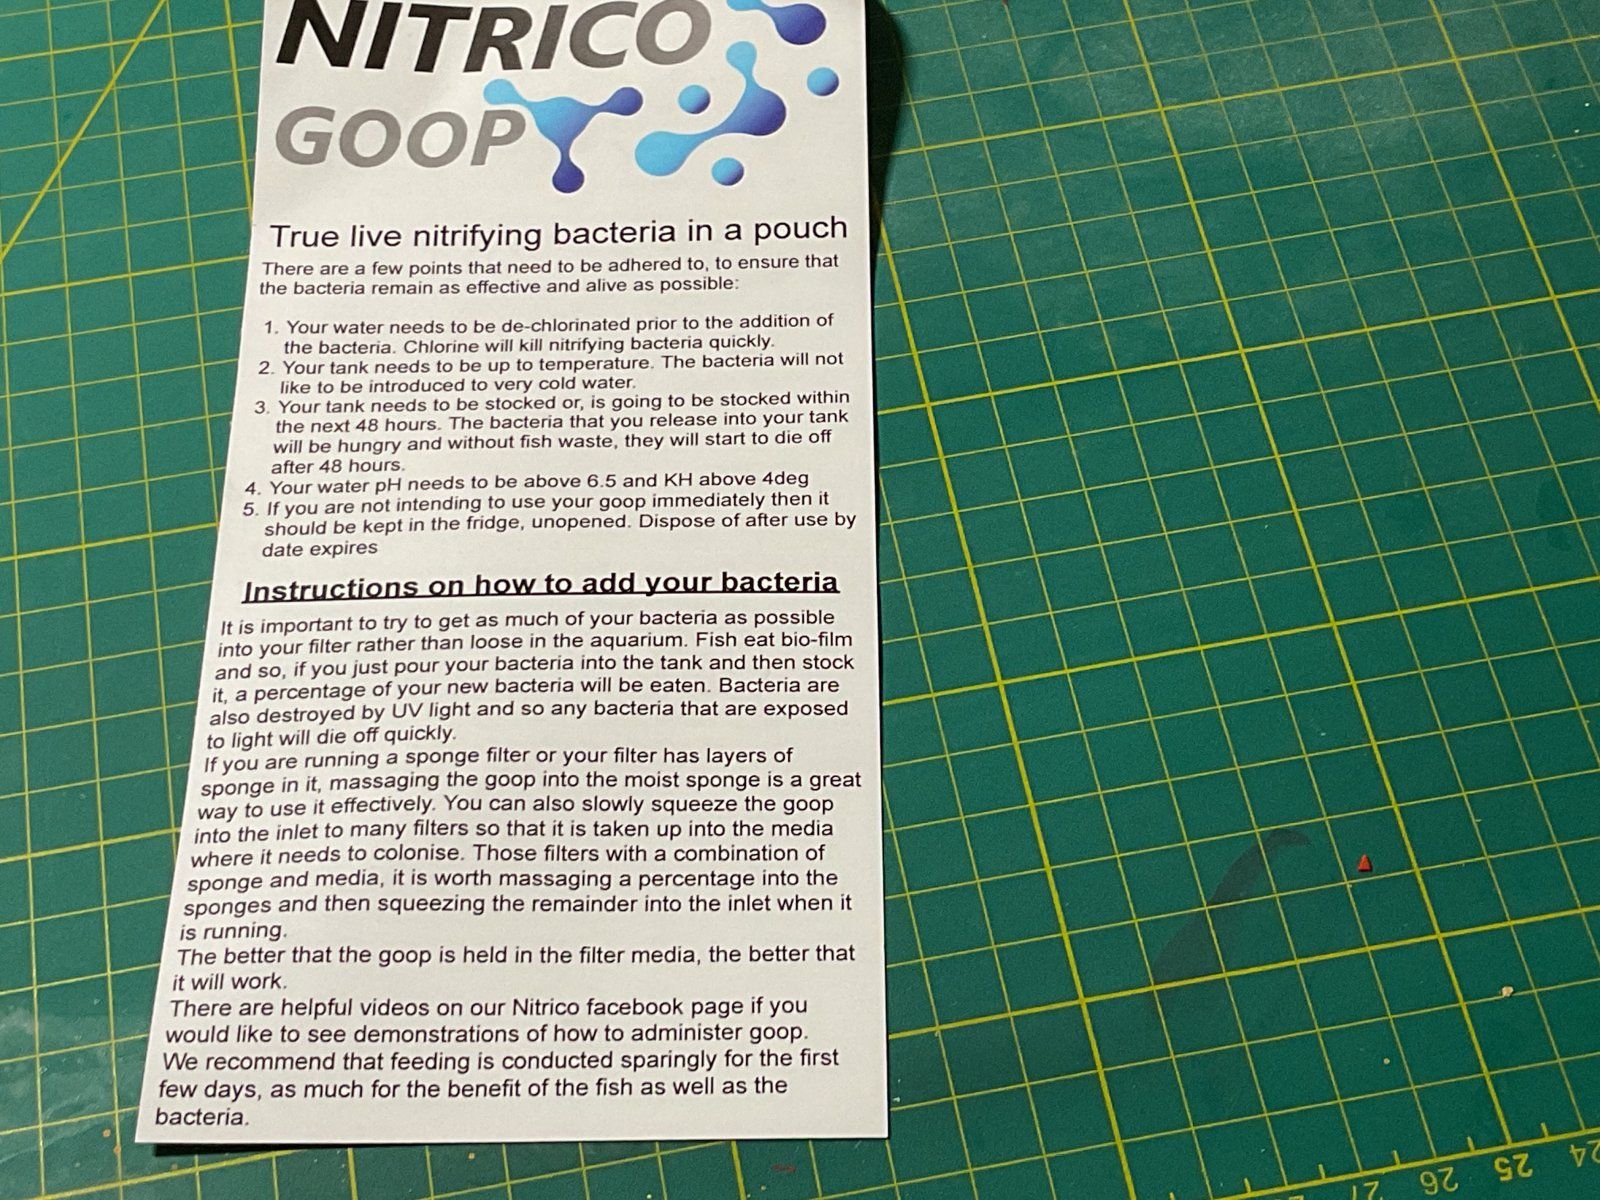 NITRICO
GOOP
True live nitrifying bacteria in a pouch
There are a few points that need to be adhered to, to ensure that
the bacteria remain as effective and alive as possible:
1. Your water needs to be de-chlorinated prior to the addition of
the bacteria. Chlorine will kill nitrifying bacteria quickly.
2. Your tank needs to be up to temperature. The bacteria will not
like to be introduced to very cold water.
3. Your tank needs to be stocked or, is going to be stocked within
the next 48 hours. The bacteria that you release into your tank
will be hungry and without fish waste, they will start to die off
after 48 hours.
4. Your water pH needs to be above 6.5 and KH above 4deg
5. If you are not intending to use your goop immediately then it
should be kept in the fridge, unopened. Dispose of after use by
date expires
Instructions on how to add your bacteria
It is important to try to get as much of your bacteria as possible
into your filter rather than loose in the aquarium. Fish eat bio-film
and so, if you just pour your bacteria into the tank and then stock
it, a percentage of your new bacteria will be eaten. Bacteria are
also destroyed by UV light and so any bacteria that are exposed
to light will die off quickly.
If you are running a sponge filter or your filter has layers of
sponge in it, massaging the goop into the moist sponge is a great
way to use it effectively. You can also slowly squeeze the goop
into the inlet to many filters so that it is taken up into the media
where it needs to colonise. Those filters with a combination of
sponge and media, it is worth massaging a percentage into the
sponges and then squeezing the remainder into the inlet when it
is running.
The better that the goop is held in the filter media, the better that
it will work.
There are helpful videos on our Nitrico facebook page if you
would like to see demonstrations of how to administer goop.
We recommend that feeding is conducted sparingly for the first
few days, as much for the benefit of the fish as well as the
bacteria.
27 26 25 24